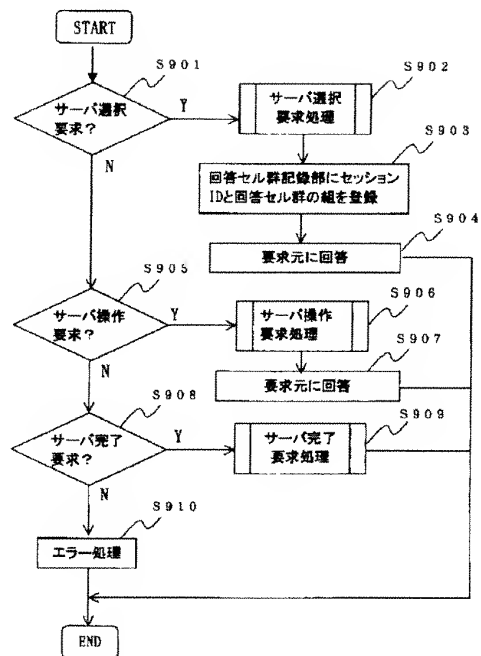 START
S901
サーバ選択
要求?
Y
N
S902
サーバ選択
要求処理
S903
回答セル群記録部にセッション
IDと回答セル群の組を登録
S904
要求元に回答
S905
サーバ操作
要求?
Y
N
S906
サーバ操作
要求処理
S907
要求元に回答
S908
サーバ完了
要求?
Y
N
S909
サーバ完了
要求処理
S910
エラー処理
END